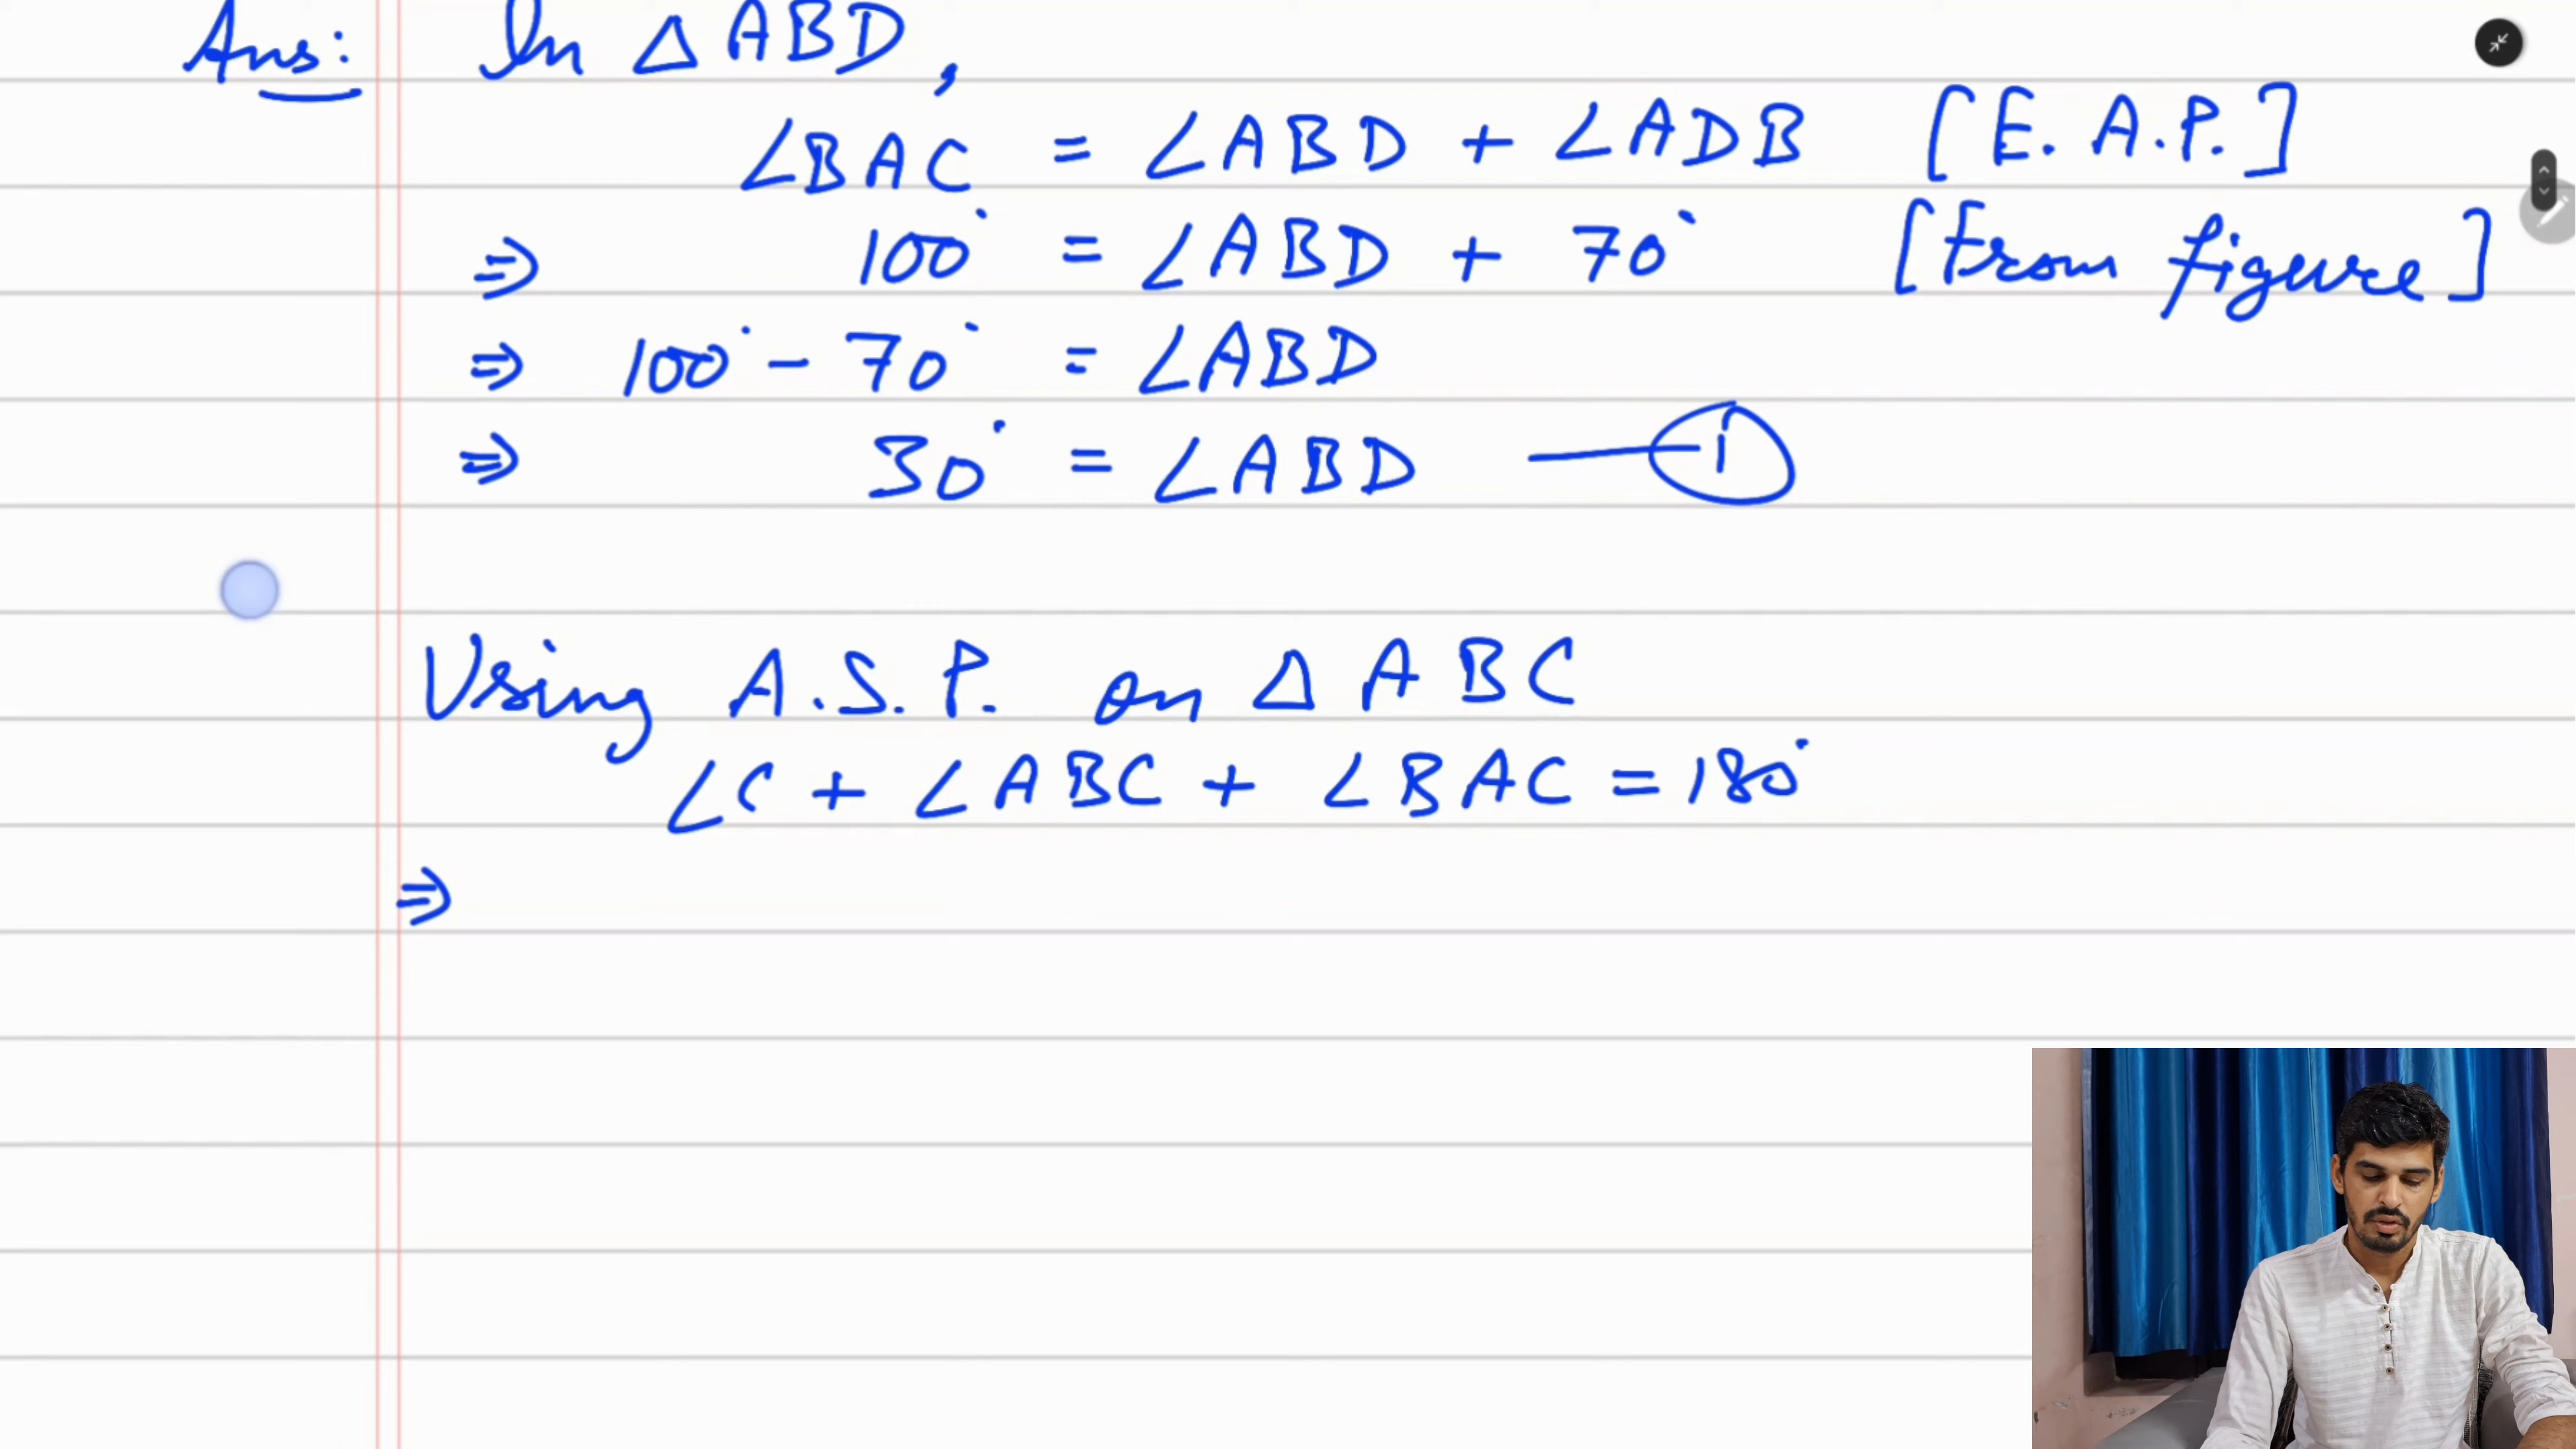 Ans: In △ ABD,
∠BAC = ∠ABD + ∠ADB [E. A.P.]
⇒ 100° = ∠ABD + 70° [From figure]
⇒ 100° - 70° = ∠ABD
⇒ 30° = ∠ABD — 1
Using A.S.P. on △ ABC
∠C + ∠ABC + ∠BAC = 180°
⇒